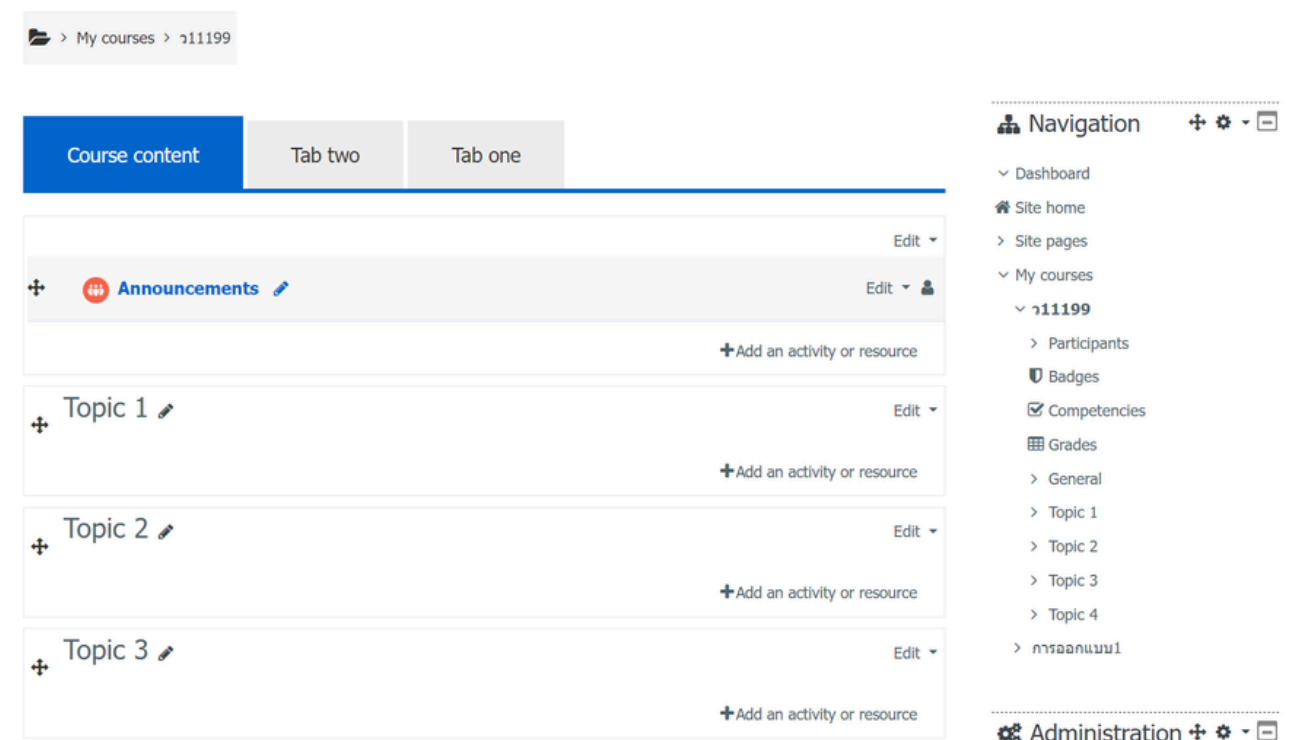 > My courses > ว11199
Course content
Tab two
Tab one
Edit
Announcements
Edit
+Add an activity or resource
Topic 1
Edit
+Add an activity or resource
Topic 2
Edit
+Add an activity or resource
Topic 3
Edit
+Add an activity or resource
Navigation
Dashboard
Site home
> Site pages
My courses
ว11199
> Participants
Badges
Competencies
Grades
> General
> Topic 1
> Topic 2
> Topic 3
> Topic 4
> การออกแบบ1
Administration